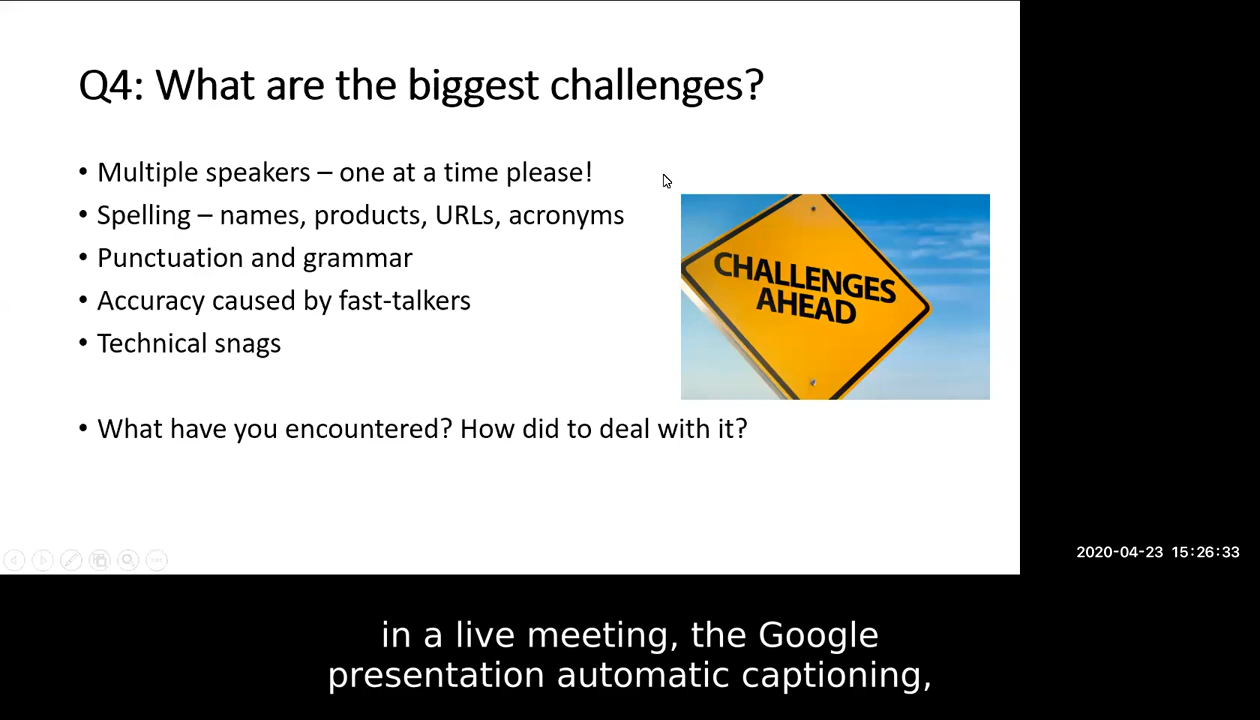 Q4: What are the biggest challenges?
• Multiple speakers – one at a time please!
• Spelling – names, products, URLs, acronyms
• Punctuation and grammar
• Accuracy caused by fast-talkers
• Technical snags
• What have you encountered? How did to deal with it?
CHALLENGES
AHEAD
2020-04-23 15:26:33
in a live meeting, the Google
presentation automatic captioning,